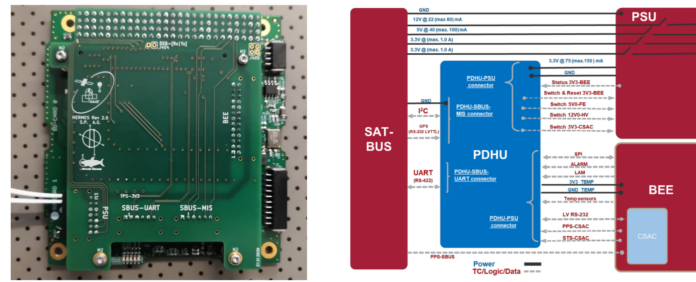 HERMES Rev 2.0
BEE
TP5-3V3
SBUS-UART SBUS-MIS
PSU
GND
12V @ 22 (max 80) mA
5V @ 40 (max. 100) mA
3.3V @ (max. 1.0 A)
3.3V @ (max. 1.0 A)
PSU
3.3V @ 75 (max.150 ) mA
GND
PDHU-PSU
connector
Status 3V3-BEE
Switch & Reset 3V3-BEE
Switch 5V0-FE
Switch 12V0-HV
Switch 3V3-CSAC
GND
I²C
GPS
(RS-232 LVTTL)
PDHU-SBUS-
MIS connector
SAT-
BUS
PDHU
UART
(RS-422)
PDHU-SBUS-
UART connector
SPI
ALARM
LAM
3V3_TEMP
GND_TEMP
Temp sensors
BEE
PDHU-PSU
connector
LV RS-232
PPS-CSAC
STS-CSAC
CSAC
PPS-SBUS
Power
TC/Logic/Data